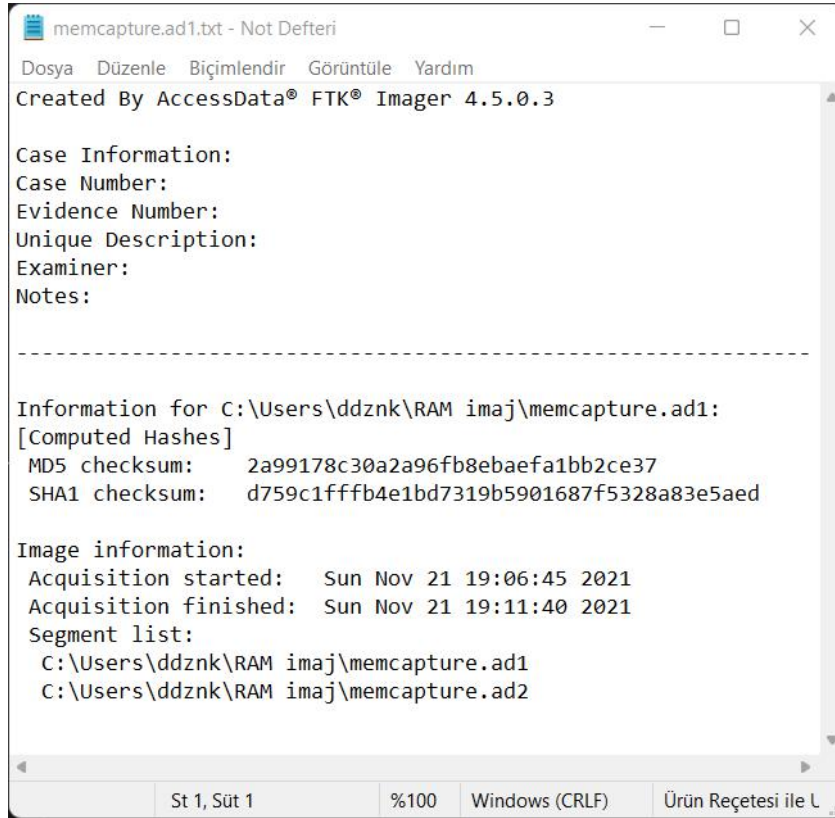 memcapture.ad1.txt - Not Defteri
Dosya Düzenle Biçimlendir Görüntüle Yardım
Created By AccessData® FTK® Imager 4.5.0.3
Case Information:
Case Number:
Evidence Number:
Unique Description:
Examiner:
Notes:
--------------------------------------------------------------
Information for C:\Users\ddznk\RAM imaj\memcapture.ad1:
[Computed Hashes]
MD5 checksum: 2a99178c30a2a96fb8ebaefa1bb2ce37
SHA1 checksum: d759c1fffb4e1bd7319b5901687f5328a83e5aed
Image information:
Acquisition started: Sun Nov 21 19:06:45 2021
Acquisition finished: Sun Nov 21 19:11:40 2021
Segment list:
C:\Users\ddznk\RAM imaj\memcapture.ad1
C:\Users\ddznk\RAM imaj\memcapture.ad2
St 1, Süt 1 %100 Windows (CRLF) Ürün Reçetesi ile